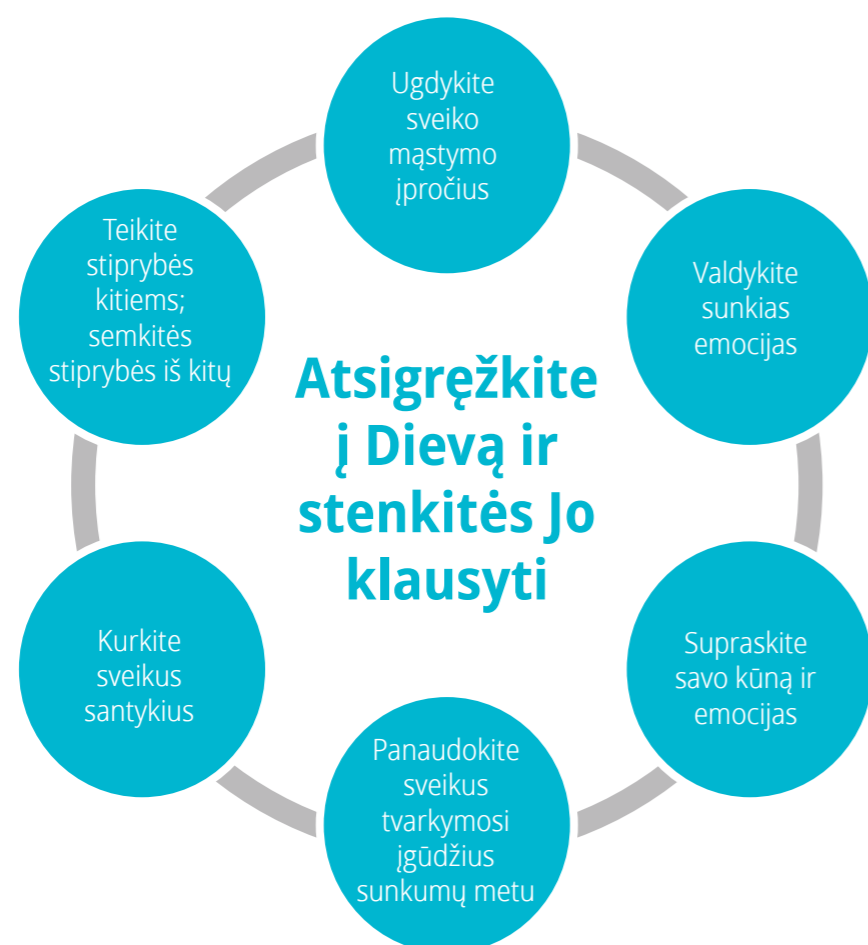 Ugdykite
sveiko
mąstymo
įpročius
Valdykite
sunkias
emocijas
Supraskite
savo kūną ir
emocijas
Panaudokite
sveikus
tvarkymosi
įgūdžius
sunkumų metu
Kurkite
sveikus
santykius
Teikite
stiprybės
kitiems;
semkitės
stiprybės iš kitų
Atsigręžkite
į Dievą ir
stenkitės Jo
klausyti